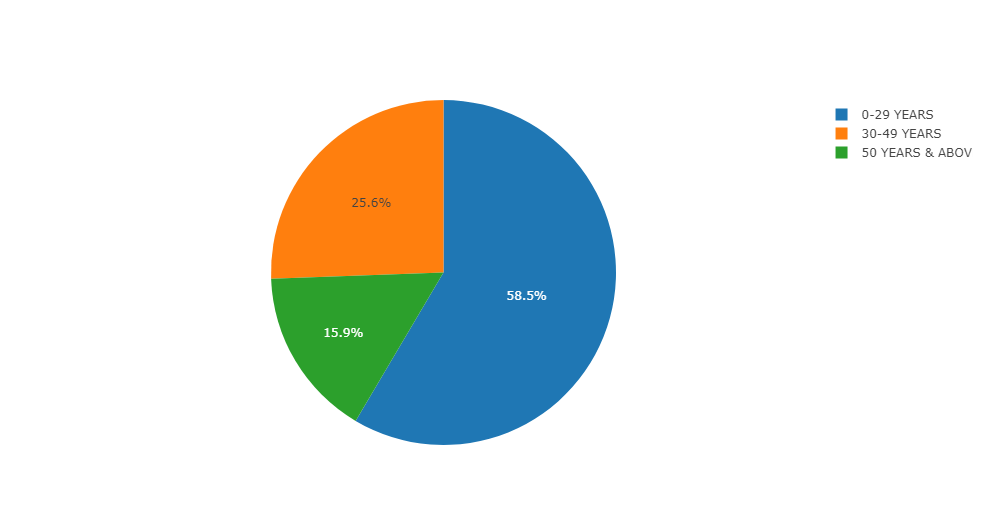 0-29 YEARS
30-49 YEARS
50 YEARS & ABOV
25.6%
58.5%
15.9%